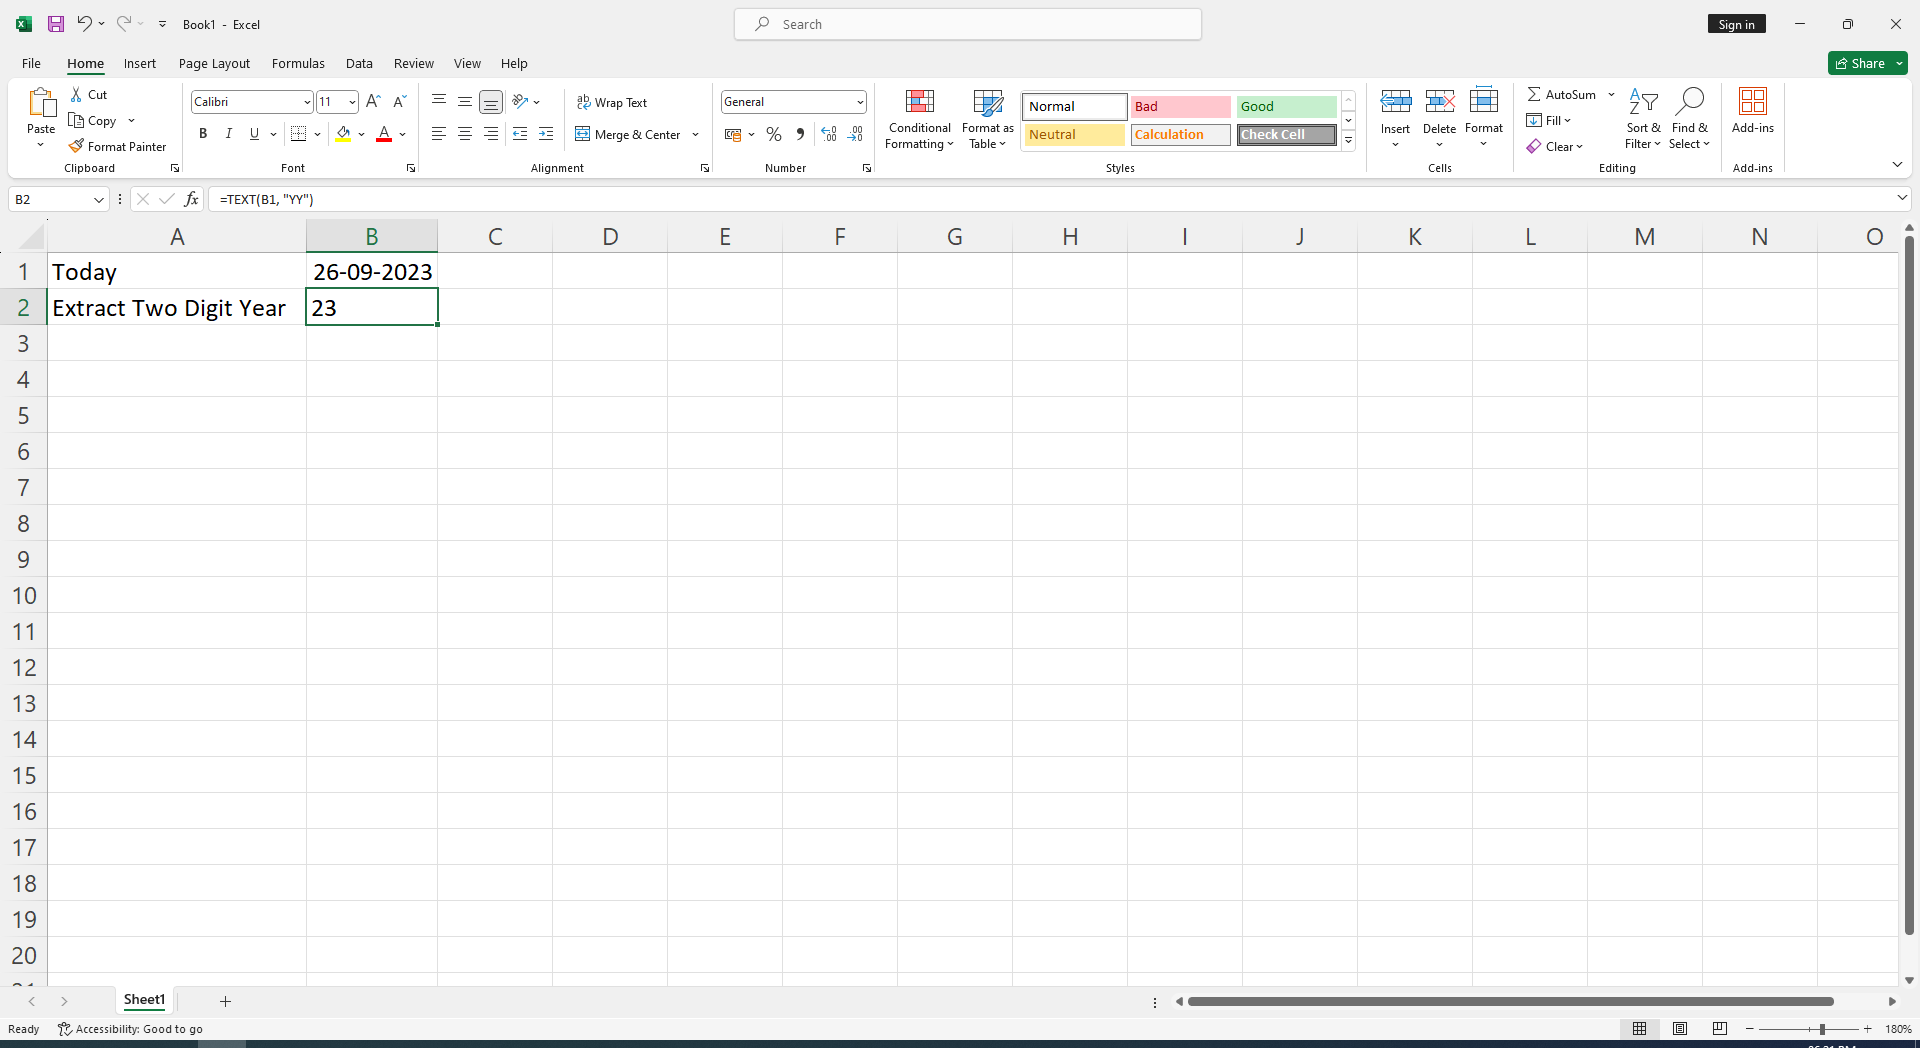 Book1 - Excel
Search
Sign in
File Home Insert Page Layout Formulas Data Review View Help
Share
Paste
Cut
Copy
Format Painter
Clipboard
Calibri 11
B I U
Font
ab Wrap Text
Merge & Center
Alignment
General
%
Number
Conditional Formatting
Format as Table
Normal Bad Good
Neutral Calculation Check Cell
Styles
Insert Delete Format
Cells
AutoSum
Fill
Clear
Sort & Filter
Find & Select
Editing
Add-ins
Add-ins
B2
fx
=TEXT(B1, "YY")
A B C D E F G H I J K L M N O
1 Today 26-09-2023
2 Extract Two Digit Year 23
3
4
5
6
7
8
9
10
11
12
13
14
15
16
17
18
19
20
Sheet1
Ready Accessibility: Good to go
180%